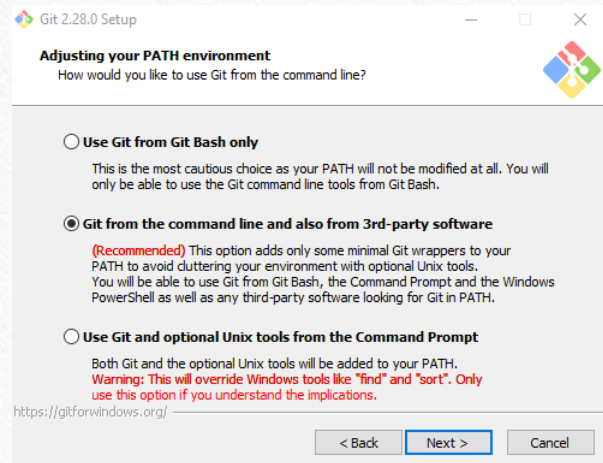 Git 2.28.0 Setup
Adjusting your PATH environment
How would you like to use Git from the command line?
Use Git from Git Bash only
This is the most cautious choice as your PATH will not be modified at all. You will
only be able to use the Git command line tools from Git Bash.
Git from the command line and also from 3rd-party software
(Recommended) This option adds only some minimal Git wrappers to your
PATH to avoid cluttering your environment with optional Unix tools.
You will be able to use Git from Git Bash, the Command Prompt and the Windows
PowerShell as well as any third-party software looking for Git in PATH.
Use Git and optional Unix tools from the Command Prompt
Both Git and the optional Unix tools will be added to your PATH.
Warning: This will override Windows tools like "find" and "sort". Only
use this option if you understand the implications.
https://gitforwindows.org/
< Back Next > Cancel